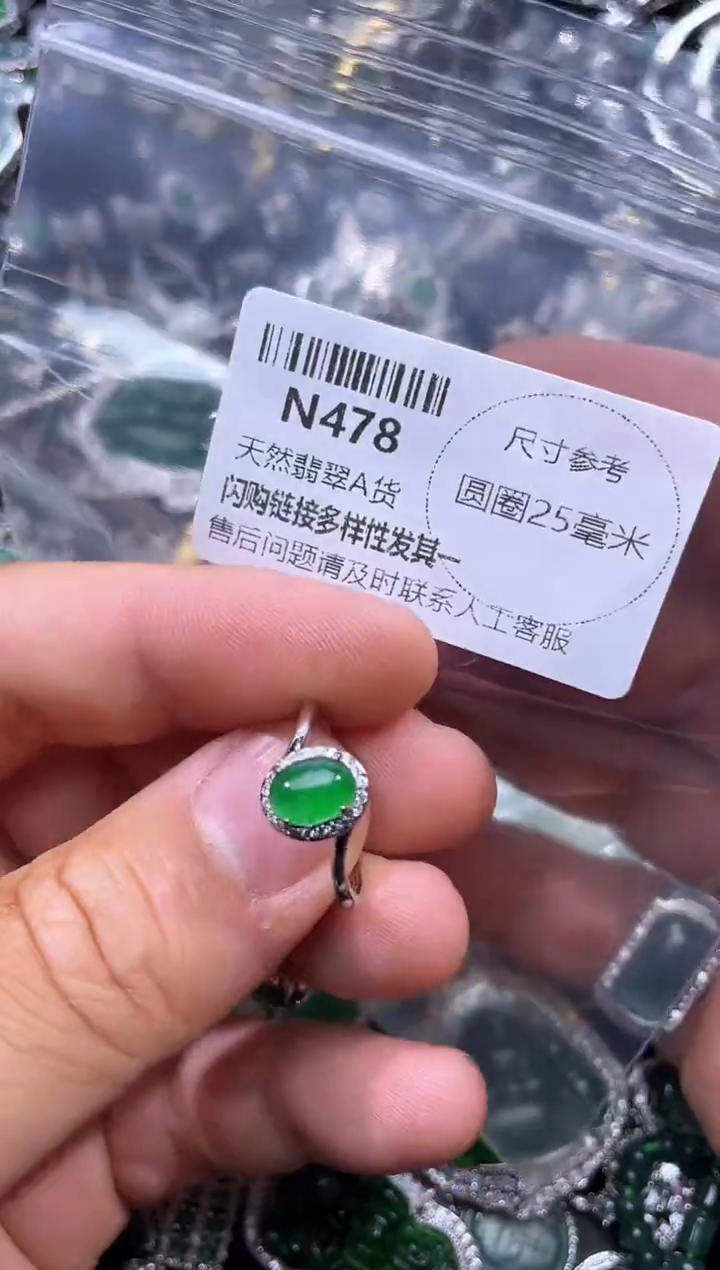 N478
天然翡翠A货
闪购链接多样性发其一
售后问题请及时联系人工客服
尺寸参考
圆圈25毫米